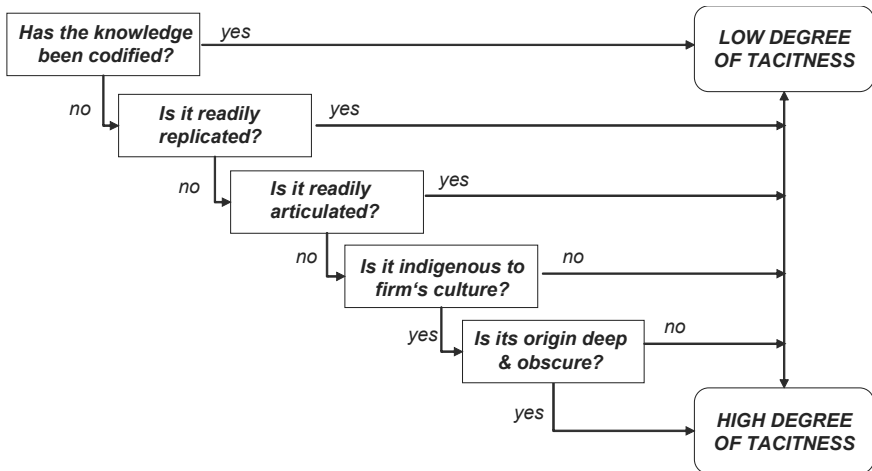 Has the knowledge
been codified?
yes
LOW DEGREE
OF TACITNESS
no
Is it readily
replicated?
yes
no
Is it readily
articulated?
yes
no
Is it indigenous to
firm‘s culture?
no
yes
Is its origin deep
& obscure?
no
yes
HIGH DEGREE
OF TACITNESS